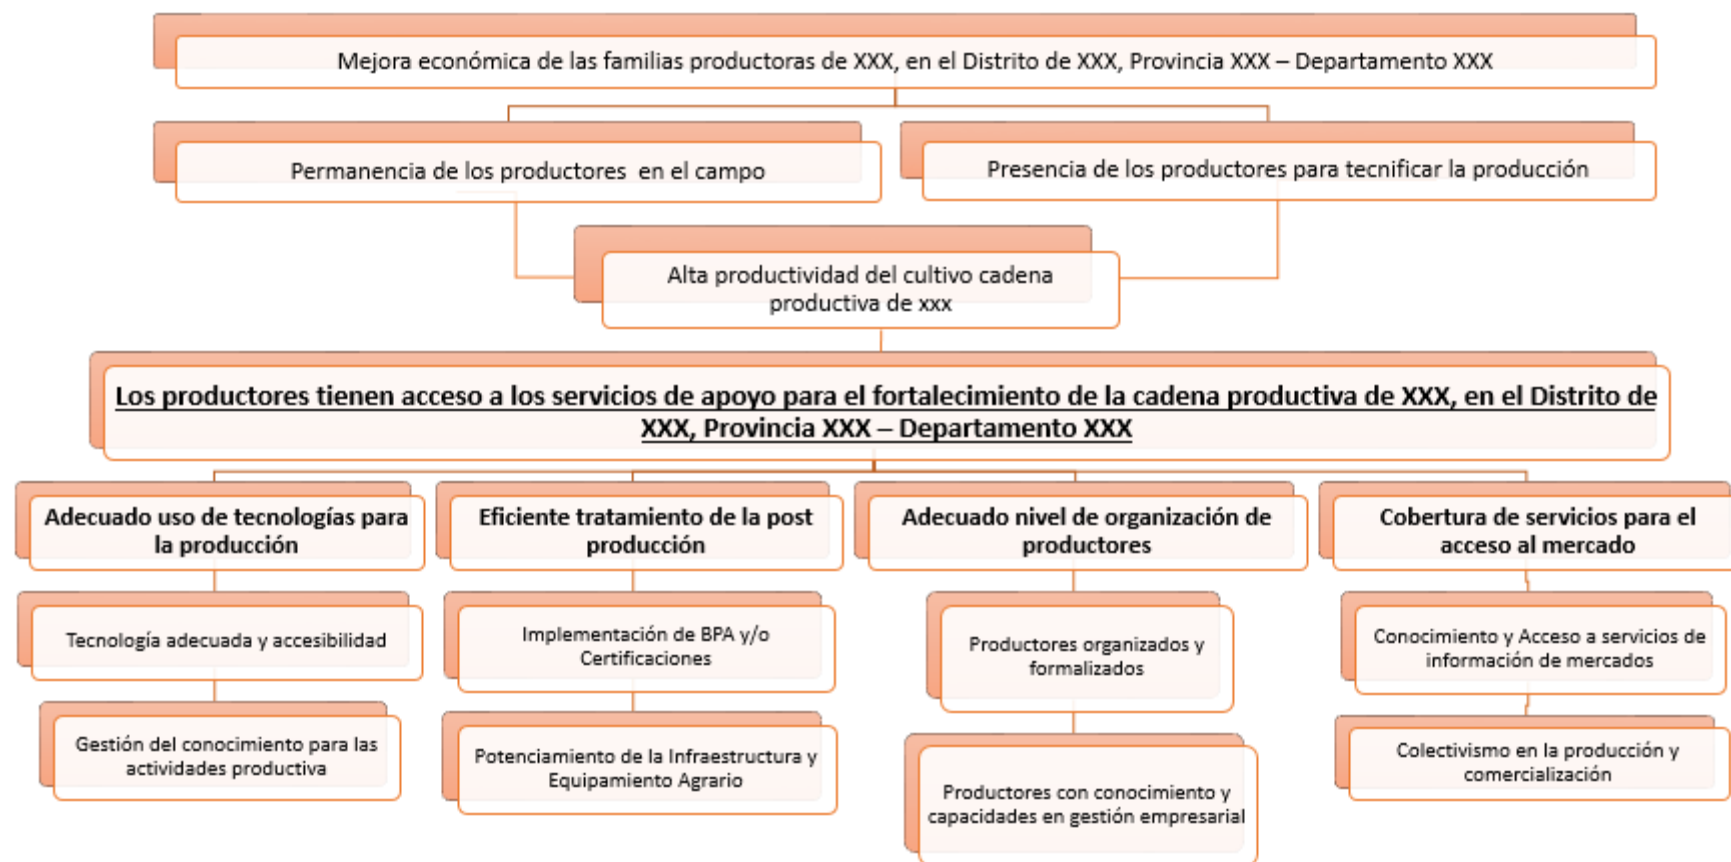 Mejora económica de las familias productoras de XXX, en el Distrito de XXX, Provincia XXX – Departamento XXX
Permanencia de los productores en el campo
Presencia de los productores para tecnificar la producción
Alta productividad del cultivo cadena
productiva de xxx
Los productores tienen acceso a los servicios de apoyo para el fortalecimiento de la cadena productiva de XXX, en el Distrito de
XXX, Provincia XXX – Departamento XXX
Adecuado uso de tecnologías para
la producción
Eficiente tratamiento de la post
producción
Adecuado nivel de organización de
productores
Cobertura de servicios para el
acceso al mercado
Tecnología adecuada y accesibilidad
Implementación de BPA y/o
Certificaciones
Productores organizados y
formalizados
Conocimiento y Acceso a servicios de
información de mercados
Gestión del conocimiento para las
actividades productiva
Potenciamiento de la Infraestructura y
Equipamiento Agrario
Productores con conocimiento y
capacidades en gestión empresarial
Colectivismo en la producción y
comercialización